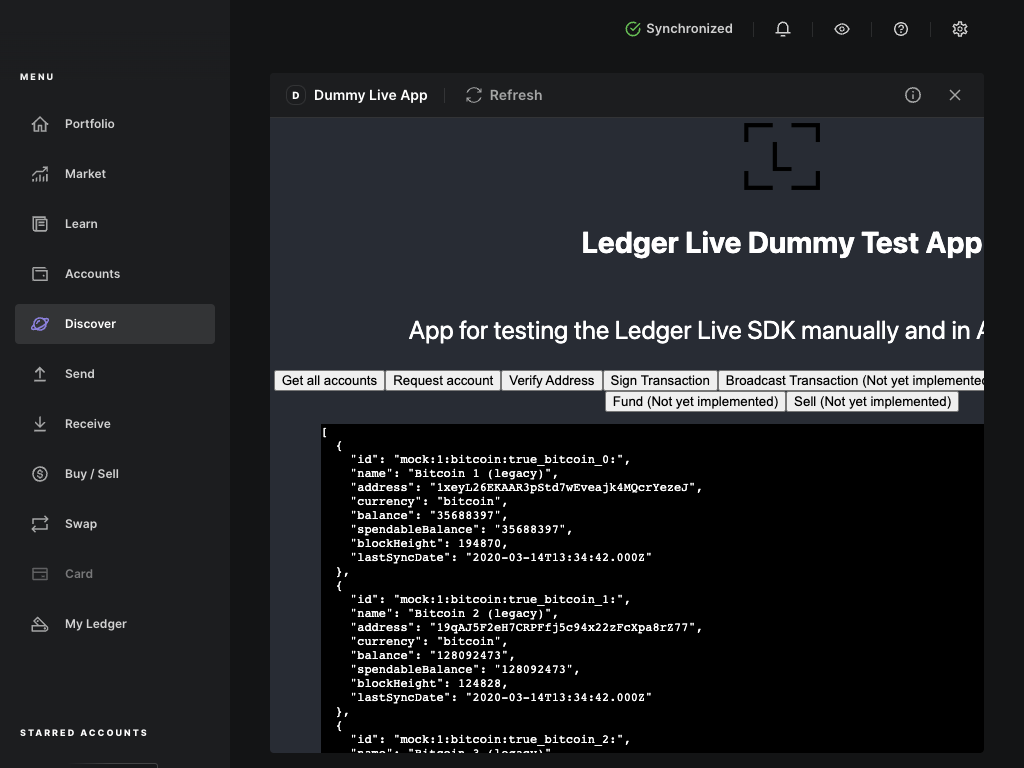 Synchronized
MENU
Portfolio
Market
Learn
Accounts
Discover
Send
Receive
Buy / Sell
Swap
Card
My Ledger
STARRED ACCOUNTS
D Dummy Live App Refresh
L
Ledger Live Dummy Test App
App for testing the Ledger Live SDK manually and in A
Get all accounts Request account Verify Address Sign Transaction Broadcast Transaction (Not yet implemented
Fund (Not yet implemented) Sell (Not yet implemented)
[
{
"id": "mock:1:bitcoin:true_bitcoin_0:",
"name": "Bitcoin 1 (legacy)",
"address": "1xeyL26EKAAR3pStd7wEveajk4MQcrYezeJ",
"currency": "bitcoin",
"balance": "35688397",
"spendableBalance": "35688397",
"blockHeight": 194870,
"lastSyncDate": "2020-03-14T13:34:42.000Z"
},
{
"id": "mock:1:bitcoin:true_bitcoin_1:",
"name": "Bitcoin 2 (legacy)",
"address": "19qAJ5F2eH7CRPFfj5c94x22zFcXpa8rZ77",
"currency": "bitcoin",
"balance": "128092473",
"spendableBalance": "128092473",
"blockHeight": 124828,
"lastSyncDate": "2020-03-14T13:34:42.000Z"
},
{
"id": "mock:1:bitcoin:true_bitcoin_2:",
"name": "Bitcoin 3 (legacy)",